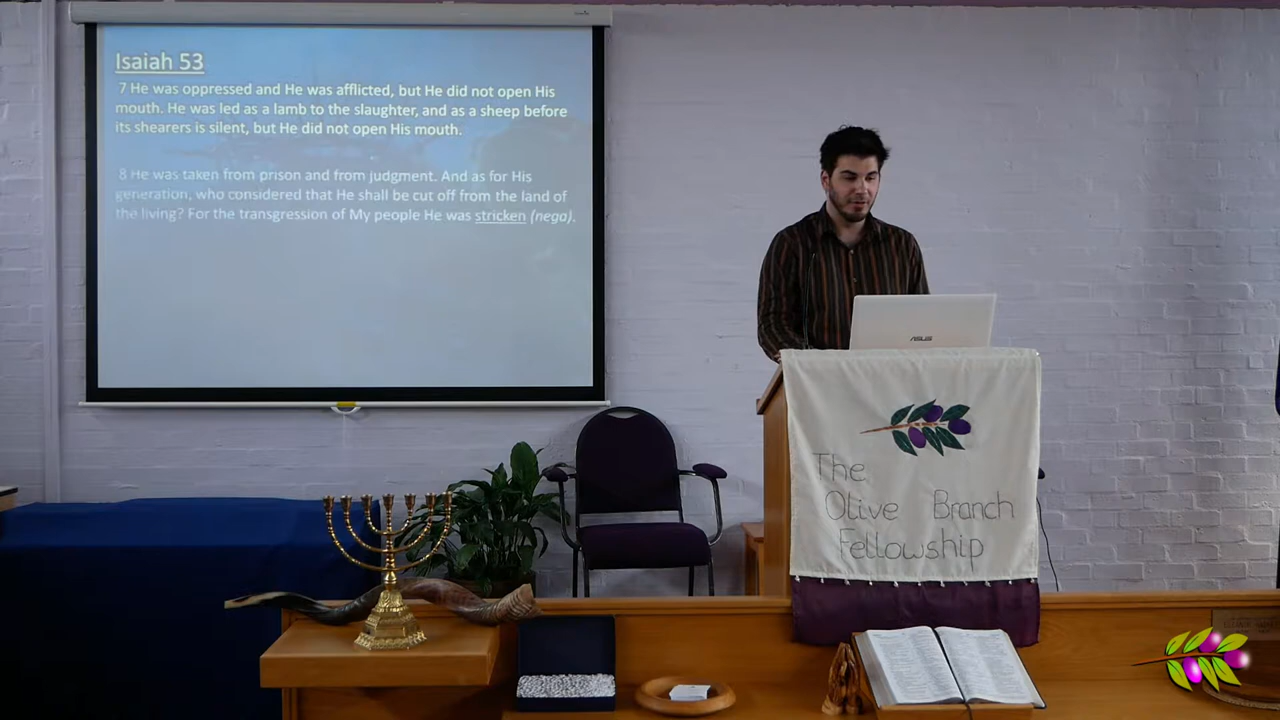 Isaiah 53
7 He was oppressed and He was afflicted, but He did not open His
mouth. He was led as a lamb to the slaughter, and as a sheep before
its shearers is silent, but He did not open His mouth.
8 He was taken from prison and from judgment. And as for His
generation, who considered that He shall be cut off from the land of
the living? For the transgression of My people He was stricken (nega).
ASUS
The
Olive Branch
Fellowship